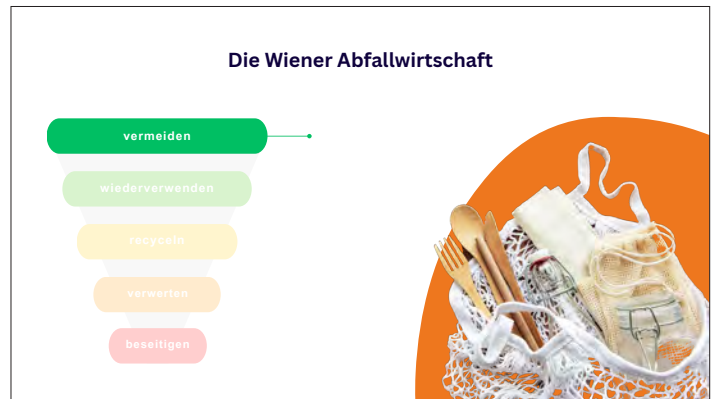 Die Wiener Abfallwirtschaft
vermeiden
wiederverwenden
recyceln
verwerten
beseitigen